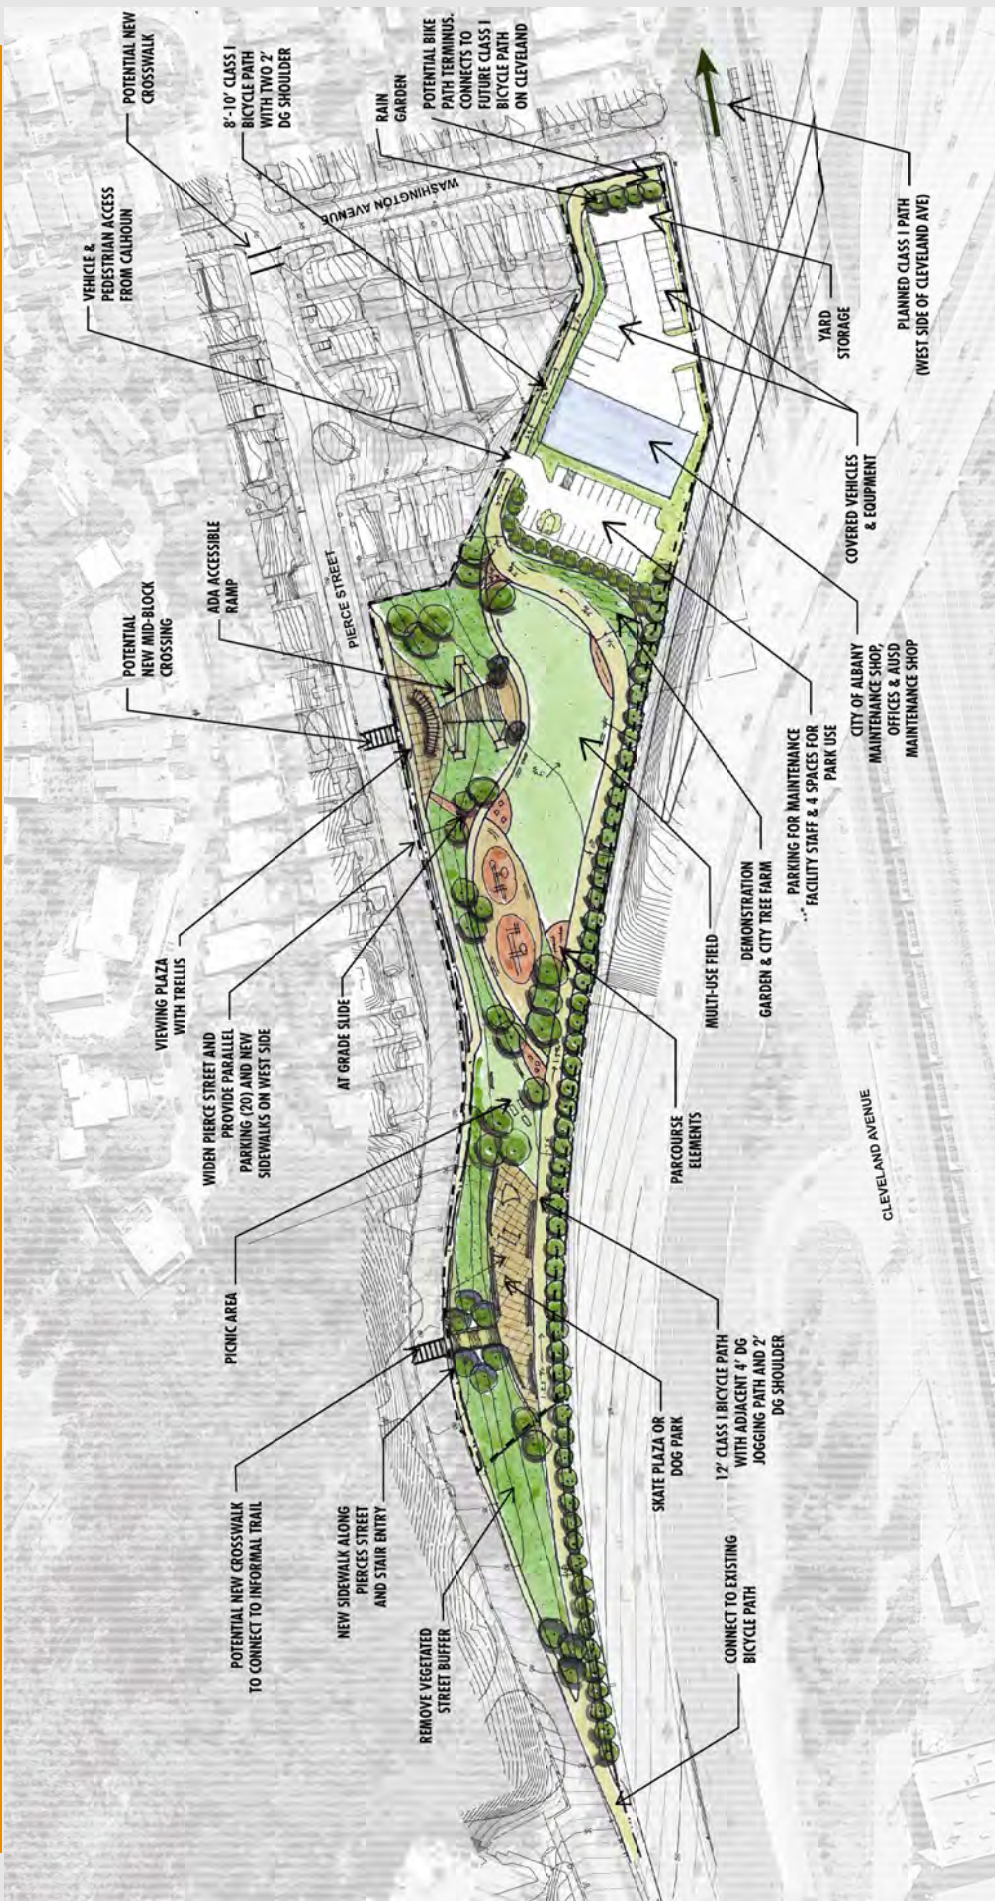 POTENTIAL NEW CROSSWALK
TO CONNECT TO INFORMAL TRAIL
NEW SIDEWALK ALONG
PIERCES STREET
AND STAIR ENTRY
REMOVE VEGETATED
STREET BUFFER
PICNIC AREA
VIEWING PLAZA
WITH TRELLIS
WIDEN PIERCE STREET AND
PROVIDE PARALLEL
PARKING (20) AND NEW
SIDEWALKS ON WEST SIDE
AT GRADE SLIDE
POTENTIAL
NEW MID-BLOCK
CROSSING
ADA ACCESSIBLE
RAMP
VEHICLE &
PEDESTRIAN ACCESS
FROM CALHOUN
POTENTIAL NEW
CROSSWALK
8'-10' CLASS I
BICYCLE PATH
WITH TWO 2'
DG SHOULDER
RAIN
GARDEN
POTENTIAL BIKE
PATH TERMINUS.
CONNECTS TO
FUTURE CLASS I
BICYCLE PATH
ON CLEVELAND
PIERCE STREET
WASHINGTON AVENUE
CONNECT TO EXISTING
BICYCLE PATH
12' CLASS I BICYCLE PATH
WITH ADJACENT 4' DG
JOGGING PATH AND 2'
DG SHOULDER
SKATE PLAZA OR
DOG PARK
PARCOURSE
ELEMENTS
CLEVELAND AVENUE
MULTI-USE FIELD
DEMONSTRATION
GARDEN & CITY TREE FARM
PARKING FOR MAINTENANCE
FACILITY STAFF & 4 SPACES FOR
PARK USE
CITY OF ALBANY
MAINTENANCE SHOP,
OFFICES & AUSD
MAINTENANCE SHOP
COVERED VEHICLES
& EQUIPMENT
YARD
STORAGE
PLANNED CLASS I PATH
(WEST SIDE OF CLEVELAND AVE)